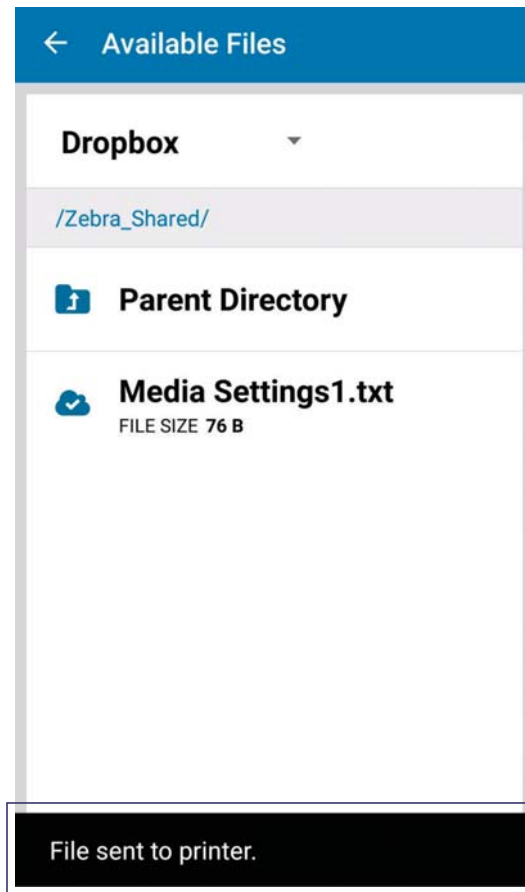 Available Files
Dropbox
/Zebra_Shared/
Parent Directory
Media Settings1.txt
FILE SIZE 76 B
File sent to printer.